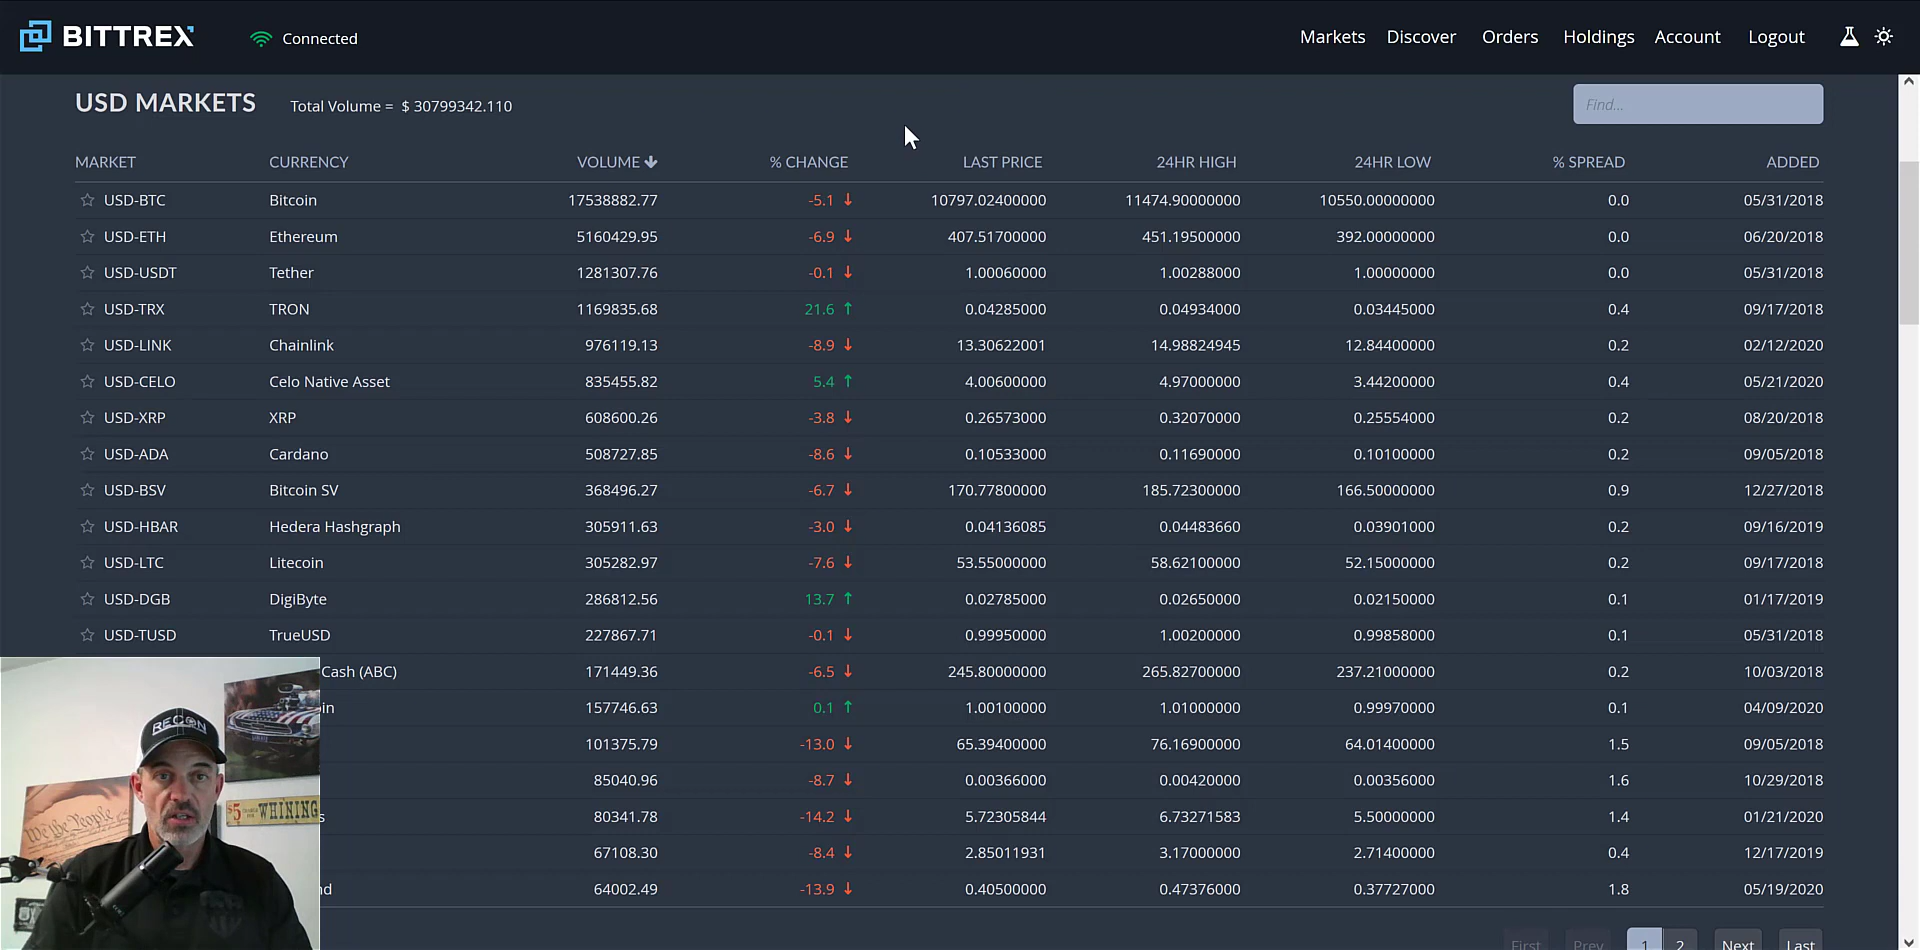 BITTREX Connected Markets Discover Orders Holdings Account Logout
USD MARKETS Total Volume = $ 30799342.110 Find...
MARKET CURRENCY VOLUME % CHANGE LAST PRICE 24HR HIGH 24HR LOW % SPREAD ADDED
USD-BTC Bitcoin 17538882.77 -5.1 10797.02400000 11474.90000000 10550.00000000 0.0 05/31/2018
USD-ETH Ethereum 5160429.95 -6.9 407.51700000 451.19500000 392.00000000 0.0 06/20/2018
USD-USDT Tether 1281307.76 -0.1 1.00060000 1.00288000 1.00000000 0.0 05/31/2018
USD-TRX TRON 1169835.68 21.6 0.04285000 0.04934000 0.03445000 0.4 09/17/2018
USD-LINK Chainlink 976119.13 -8.9 13.30622001 14.98824945 12.84400000 0.2 02/12/2020
USD-CELO Celo Native Asset 835455.82 5.4 4.00600000 4.97000000 3.44200000 0.4 05/21/2020
USD-XRP XRP 608600.26 -3.8 0.26573000 0.32070000 0.25554000 0.2 08/20/2018
USD-ADA Cardano 508727.85 -8.6 0.10533000 0.11690000 0.10100000 0.2 09/05/2018
USD-BSV Bitcoin SV 368496.27 -6.7 170.77800000 185.72300000 166.50000000 0.9 12/27/2018
USD-HBAR Hedera Hashgraph 305911.63 -3.0 0.04136085 0.04483660 0.03901000 0.2 09/16/2019
USD-LTC Litecoin 305282.97 -7.6 53.55000000 58.62100000 52.15000000 0.2 09/17/2018
USD-DGB DigiByte 286812.56 13.7 0.02785000 0.02650000 0.02150000 0.1 01/17/2019
USD-TUSD TrueUSD 227867.71 -0.1 0.99950000 1.00200000 0.99858000 0.1 05/31/2018
Cash (ABC) 171449.36 -6.5 245.80000000 265.82700000 237.21000000 0.2 10/03/2018
in 157746.63 0.1 1.00100000 1.01000000 0.99970000 0.1 04/09/2020
101375.79 -13.0 65.39400000 76.16900000 64.01400000 1.5 09/05/2018
85040.96 -8.7 0.00366000 0.00420000 0.00356000 1.6 10/29/2018
s 80341.78 -14.2 5.72305844 6.73271583 5.50000000 1.4 01/21/2020
67108.30 -8.4 2.85011931 3.17000000 2.71400000 0.4 12/17/2019
nd 64002.49 -13.9 0.40500000 0.47376000 0.37727000 1.8 05/19/2020
First Prev 1 2 Next Last
RECON
$5 WHINING
We the People